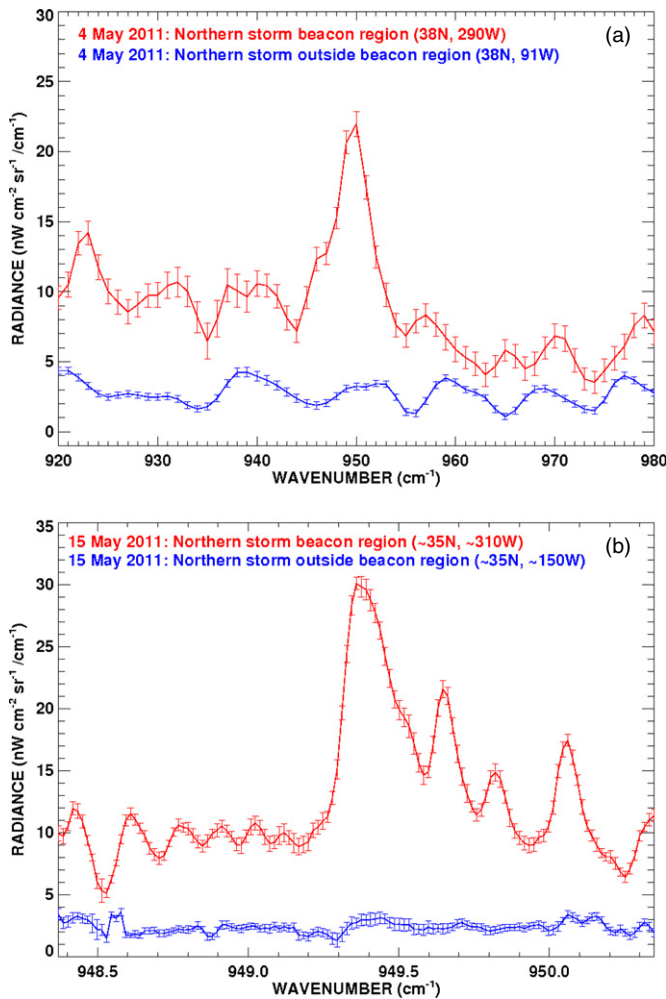 (a)
4 May 2011: Northern storm beacon region (38N, 290W)
4 May 2011: Northern storm outside beacon region (38N, 91W)
30
25
20
15
10
5
0
RADIANCE (nW cm-2 sr-1 /cm-1)
920 930 940 950 960 970 980
WAVENUMBER (cm-1)
(b)
15 May 2011: Northern storm beacon region (~35N, ~310W)
15 May 2011: Northern storm outside beacon region (~35N, ~150W)
35
30
25
20
15
10
5
0
RADIANCE (nW cm-2 sr-1 /cm-1)
948.5 949.0 949.5 950.0
WAVENUMBER (cm-1)